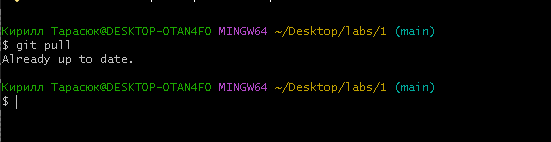 Кирилл Тарасюк@DESKTOP-OTAN4FO MINGW64 ~/Desktop/labs/1 (main)
$ git pull
Already up to date.
Кирилл Тарасюк@DESKTOP-OTAN4FO MINGW64 ~/Desktop/labs/1 (main)
$